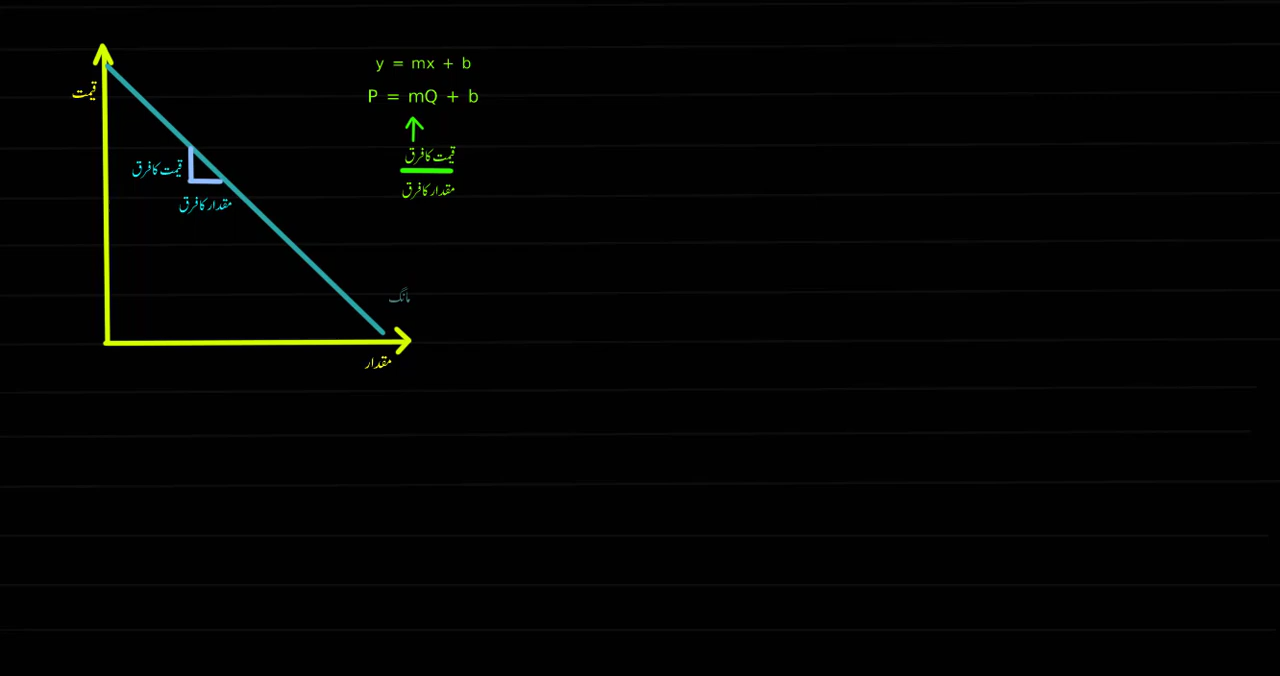 قیمت
y = mx + b
P = mQ + b
قیمت کا فرق
مقدار کا فرق
قیمت کا فرق
مقدار کا فرق
مانگ
مقدار